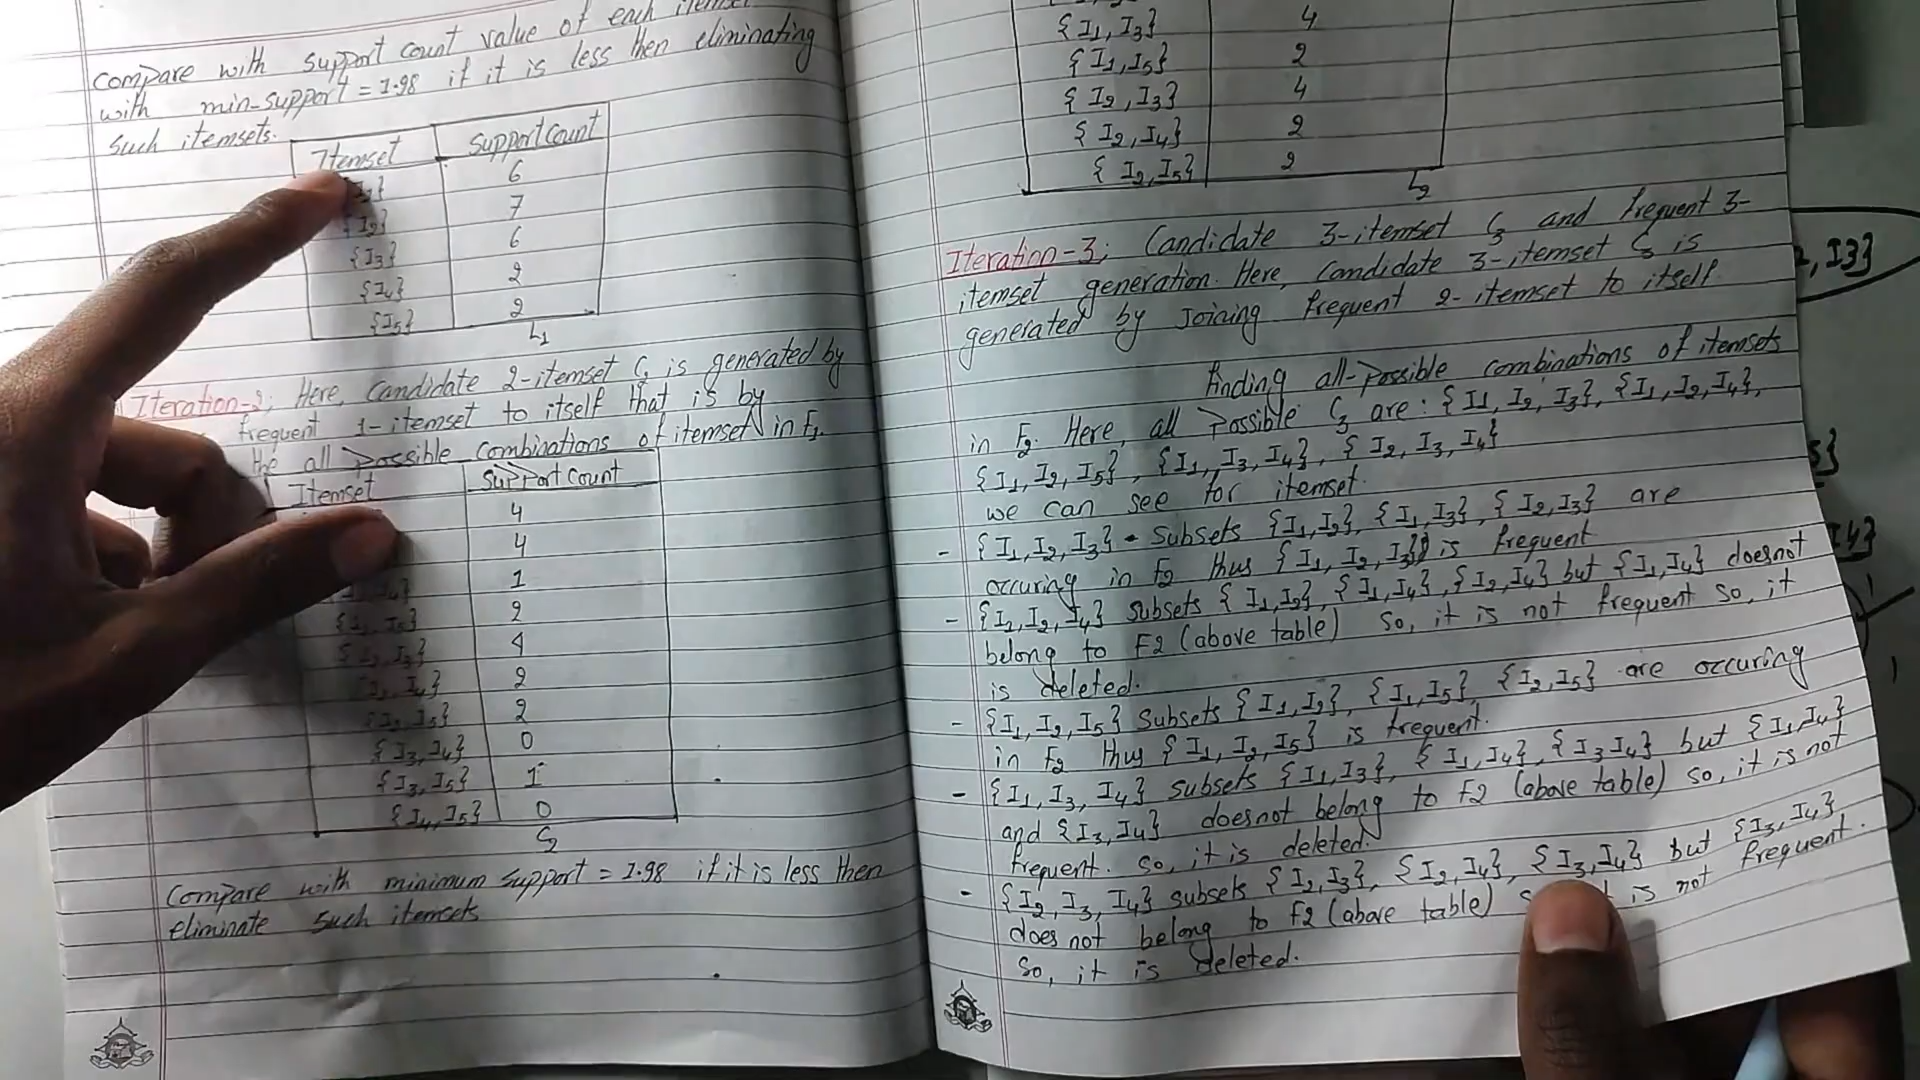 compare with support count value of each itemset
with min-support = 1.98 if it is less then eliminating
such itemsets.
Itemset Support Count
6
{I2} 7
{I3} 6
{I4} 2
{I5} 2
L1
Iteration-2; Here, Candidate 2-itemset C2 is generated by
frequent 1-itemset to itself that is by
the all possible combinations of itemset in F1.
Itemset Support Count
4
4
1
{I1, I5} 2
{I2, I3} 4
{I2, I4} 2
{I2, I5} 2
{I3, I4} 0
{I3, I5} 1
{I4, I5} 0
C2
Compare with minimum support = 1.98 if it is less then
eliminate such itemsets
{I1, I3} 4
{I1, I5} 2
{I2, I3} 4
{I2, I4} 2
{I2, I5} 2
L2
Iteration-3; Candidate 3-itemset C3 and frequent 3-
itemset generation. Here, Candidate 3-itemset C3 is
generated by Joining frequent 2-itemset to itself.
finding all-possible combinations of itemsets
in F2. Here, all possible C3 are: {I1, I2, I3}, {I1, I2, I4},
{I1, I2, I5}, {I1, I3, I4}, {I2, I3, I4}
we can see for itemset.
- {I1, I2, I3} - Subsets {I1, I2}, {I1, I3}, {I2, I3} are
occuring in F2 thus {I1, I2, I3} is frequent
- {I1, I2, I4} subsets {I1, I2}, {I1, I4}, {I2, I4} but {I1, I4} doesnot
belong to F2 (above table) so, it is not frequent so, it
is deleted.
- {I1, I2, I5} subsets {I1, I2}, {I1, I5}, {I2, I5} are occuring
in F2 thus {I1, I2, I5} is frequent.
- {I1, I3, I4} subsets {I1, I3}, {I1, I4}, {I3 I4} but {I1, I4}
and {I3, I4} doesnot belong to F2 (above table) so, it is not
frequent. so, it is deleted.
- {I2, I3, I4} subsets {I2, I3}, {I2, I4}, {I3, I4} but {I3, I4}
does not belong to F2 (above table) is not frequent.
So, it is deleted.
, I3}
5}
I4}